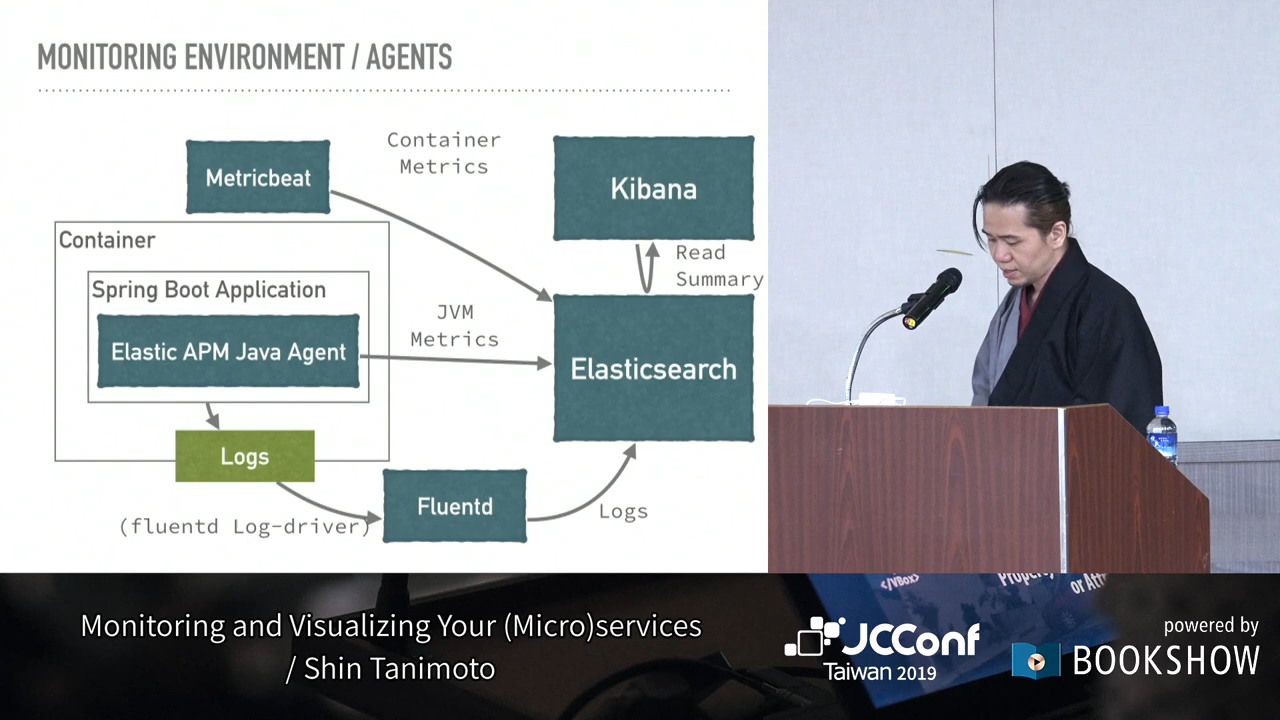 MONITORING ENVIRONMENT / AGENTS
Container
Metrics
Metricbeat
Kibana
Container
Read
Summary
Spring Boot Application
JVM
Metrics
Elastic APM Java Agent
Elasticsearch
Logs
Fluentd
Logs
(fluentd Log-driver)
</VBox>
Property
Monitoring and Visualizing Your (Micro)services
/ Shin Tanimoto
JCConf
Taiwan 2019
powered by
BOOKSHOW